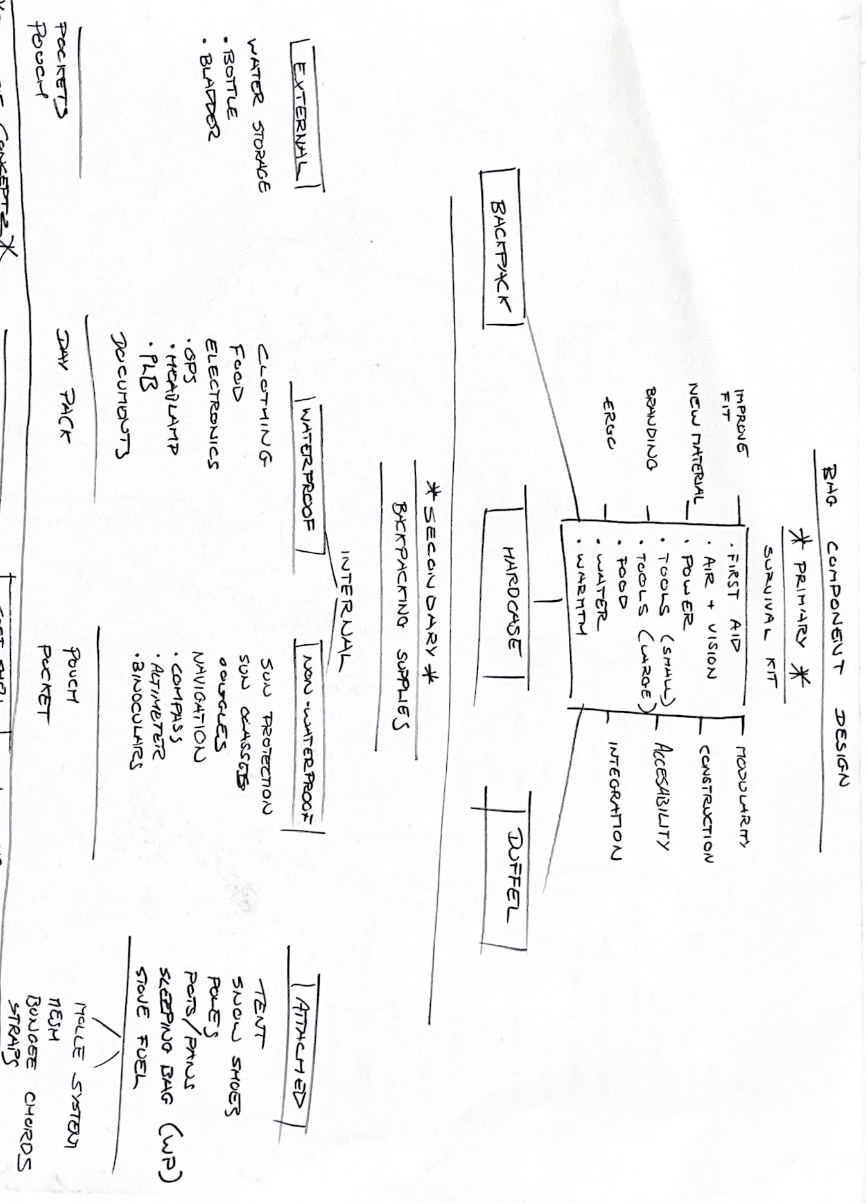 BAG COMPONENT DESIGN
* PRIMARY *
SURVIVAL KIT
IMPROVE
FIT
NEW MATERIAL
BRANDING
ERGO
· FIRST AID
· AIR + VISION
· POWER
· TOOLS (SMALL)
· TOOLS (LARGE)
· FOOD
· WATER
· WARMTH
MODULARITY
CONSTRUCTION
ACCESABILITY
INTEGRATION
BACKPACK
HARDCASE
DUFFEL
* SECONDARY *
BACKPACKING SUPPLIES
INTERNAL
EXTERNAL
WATER STORAGE
· BOTTLE
· BLADDER
POCKETS
POUCH
WATERPROOF
CLOTHING
FOOD
ELECTRONICS
· GPS
· HEADLAMP
· PLB
DOCUMENTS
DAY PACK
NON-WATERPROOF
SUN PROTECTION
SUN GLASSES
GOGGLES
NAVIGATION
· COMPASS
· ALTIMETER
· BINOCULARS
POUCH
POCKET
ATTACHED
TENT
SNOW SHOES
POLES
POTS/PANS
SLEEPING BAG (WP)
STOVE FUEL
MOLLE SYSTEM
MESH
BUNGEE CHORDS
STRAPS
CONCEPTS *